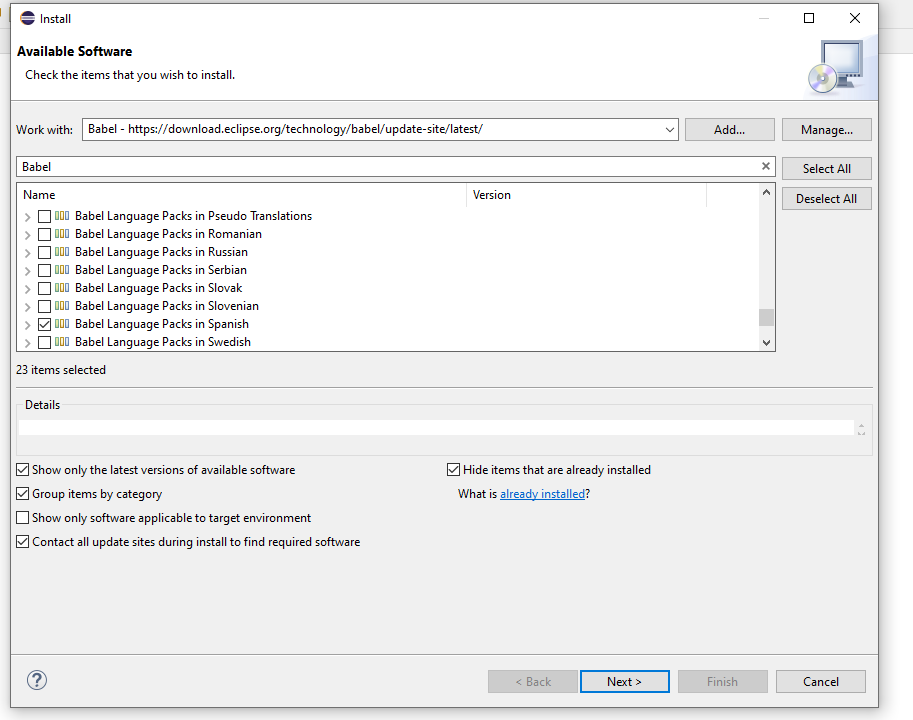 Install
Available Software
Check the items that you wish to install.
Work with: Babel - https://download.eclipse.org/technology/babel/update-site/latest/ Add... Manage...
Babel Select All
Name Version Deselect All
Babel Language Packs in Pseudo Translations
Babel Language Packs in Romanian
Babel Language Packs in Russian
Babel Language Packs in Serbian
Babel Language Packs in Slovak
Babel Language Packs in Slovenian
Babel Language Packs in Spanish
Babel Language Packs in Swedish
23 items selected
Details
Show only the latest versions of available software Hide items that are already installed
Group items by category What is already installed?
Show only software applicable to target environment
Contact all update sites during install to find required software
? < Back Next > Finish Cancel